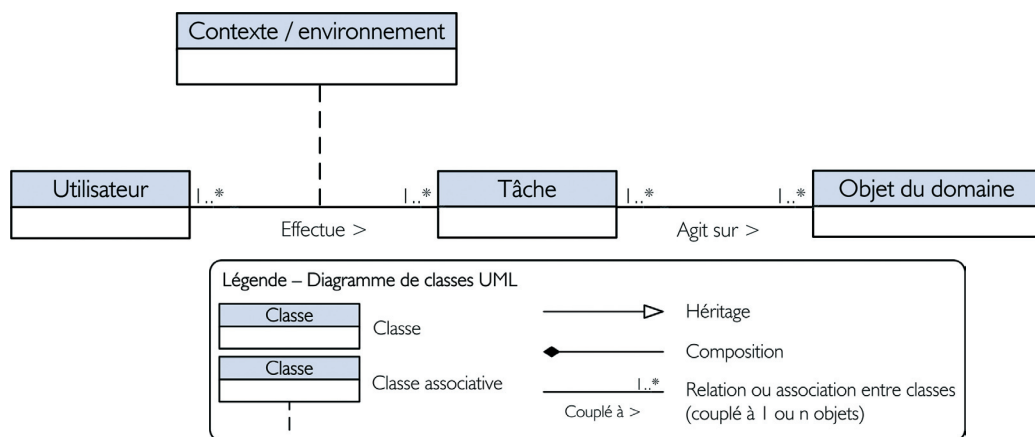 Contexte / environnement
Utilisateur
1..*
1..*
Tâche
1..*
1..*
Objet du domaine
Effectue >
Agit sur >
Légende – Diagramme de classes UML
Classe
Classe
Classe
Classe associative
Héritage
Composition
1..*
Couplé à >
Relation ou association entre classes
(couplé à 1 ou n objets)